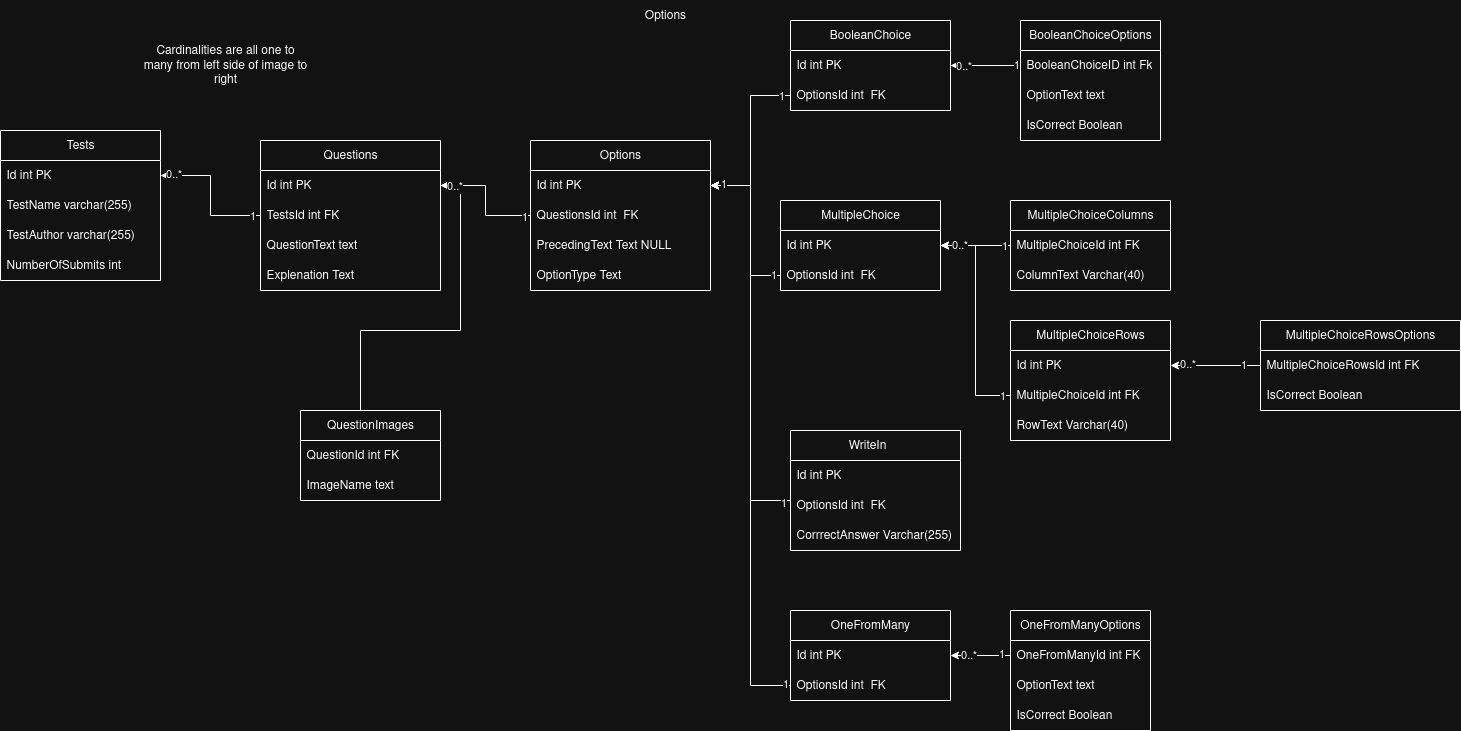 Options
Cardinalities are all one to
many from left side of image to
right
Tests
Id int PK
TestName varchar(255)
TestAuthor varchar(255)
NumberOfSubmits int
0..*
1
Questions
Id int PK
TestsId int FK
QuestionText text
Explenation Text
0..*
1
QuestionImages
QuestionId int FK
ImageName text
Options
Id int PK
QuestionsId int  FK
PrecedingText Text NULL
OptionType Text
1
1
BooleanChoice
Id int PK
OptionsId int  FK
0..*
1
BooleanChoiceOptions
BooleanChoiceID int Fk
OptionText text
IsCorrect Boolean
1
MultipleChoice
Id int PK
OptionsId int  FK
0..*
1
MultipleChoiceColumns
MultipleChoiceId int FK
ColumnText Varchar(40)
1
MultipleChoiceRows
Id int PK
MultipleChoiceId int FK
RowText Varchar(40)
0..*
1
MultipleChoiceRowsOptions
MultipleChoiceRowsId int FK
IsCorrect Boolean
1
WriteIn
Id int PK
OptionsId int  FK
CorrrectAnswer Varchar(255)
1
OneFromMany
Id int PK
OptionsId int  FK
0..*
1
OneFromManyOptions
OneFromManyId int FK
OptionText text
IsCorrect Boolean